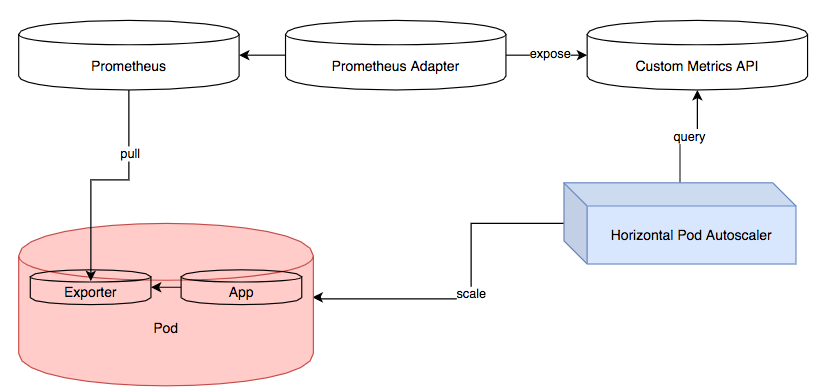 Prometheus
Prometheus Adapter
expose
Custom Metrics API
pull
query
Horizontal Pod Autoscaler
Exporter
App
scale
Pod